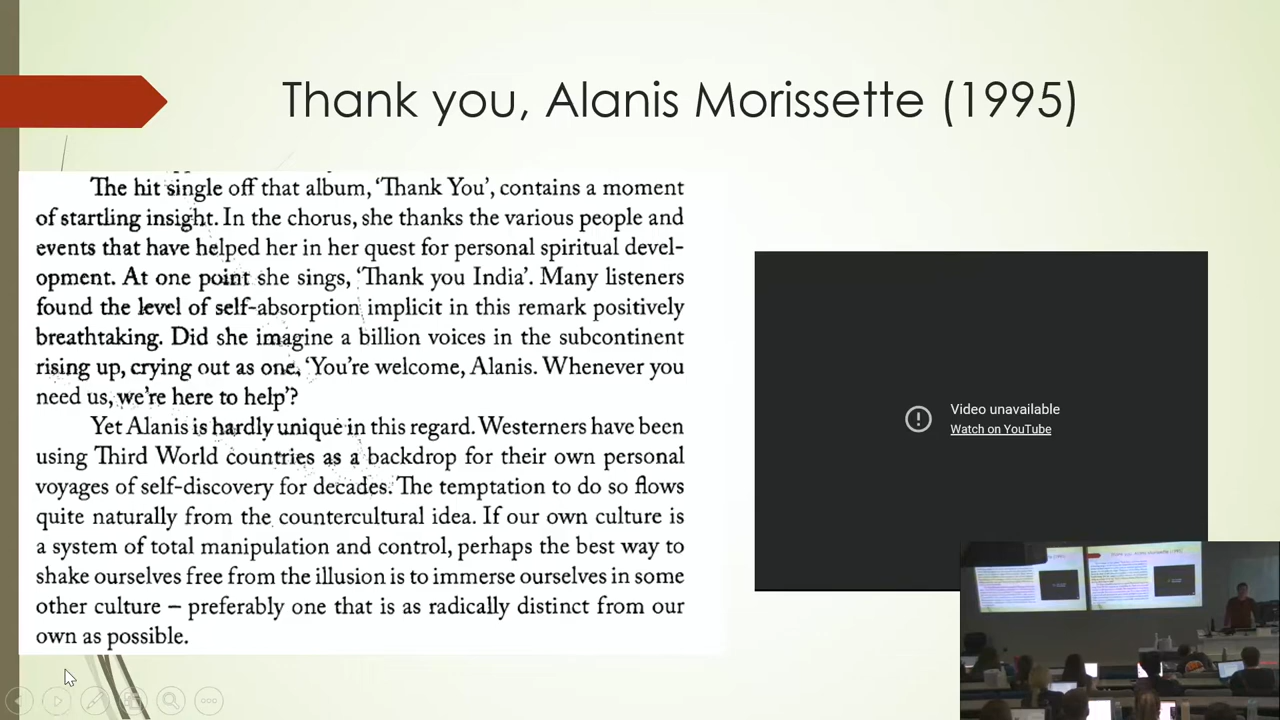 Thank you, Alanis Morissette (1995)
The hit single off that album, ‘Thank You’, contains a moment
of startling insight. In the chorus, she thanks the various people and
events that have helped her in her quest for personal spiritual devel-
opment. At one point she sings, ‘Thank you India’. Many listeners
found the level of self-absorption implicit in this remark positively
breathtaking. Did she imagine a billion voices in the subcontinent
rising up, crying out as one, ‘You’re welcome, Alanis. Whenever you
need us, we’re here to help’?
Yet Alanis is hardly unique in this regard. Westerners have been
using Third World countries as a backdrop for their own personal
voyages of self-discovery for decades. The temptation to do so flows
quite naturally from the countercultural idea. If our own culture is
a system of total manipulation and control, perhaps the best way to
shake ourselves free from the illusion is to immerse ourselves in some
other culture – preferably one that is as radically distinct from our
own as possible.
Video unavailable
Watch on YouTube